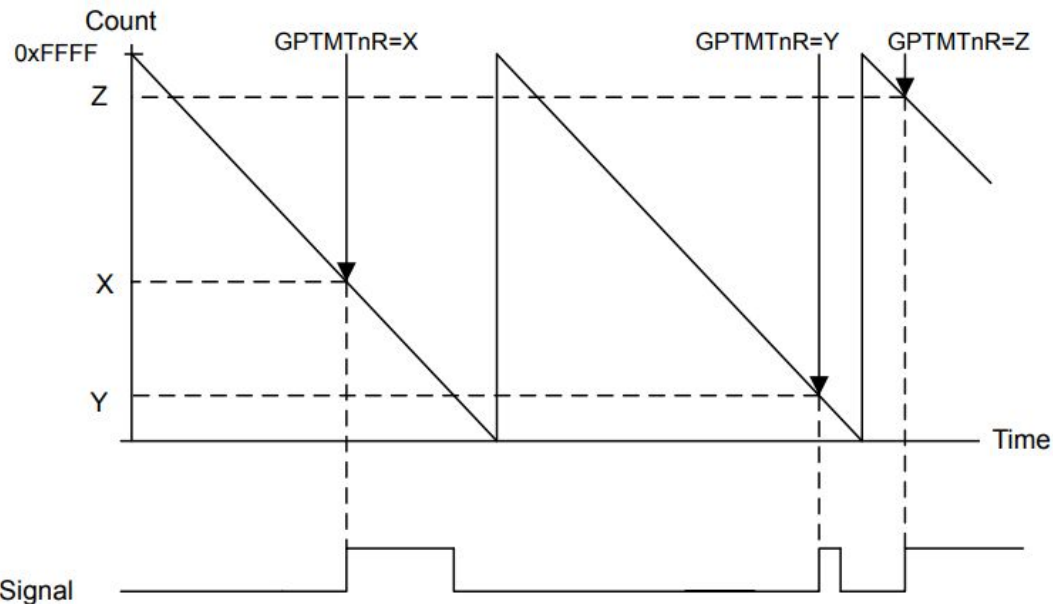 Count
0xFFFF
GPTMTnR=X
GPTMTnR=Y
GPTMTnR=Z
Z
X
Y
Time
Signal